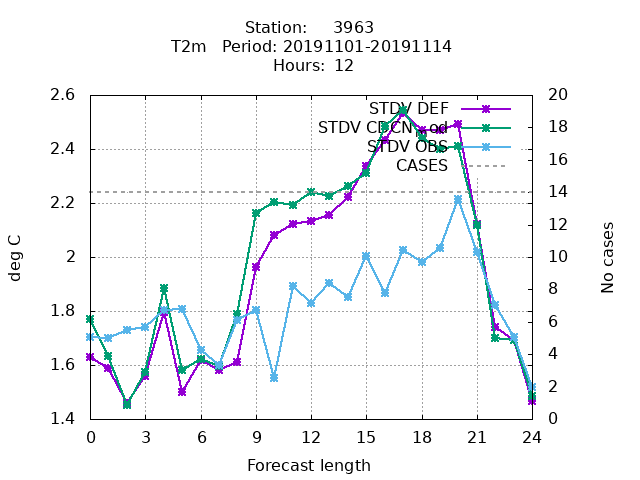 Station: 3963
T2m Period: 20191101-20191114
Hours: 12
2.6
2.4
2.2
2
1.8
1.6
1.4
deg C
20
18
16
14
12
10
8
6
4
2
0
No cases
STDV DEF
STDV
STDV OBS
CASES
0 3 6 9 12 15 18 21 24
Forecast length